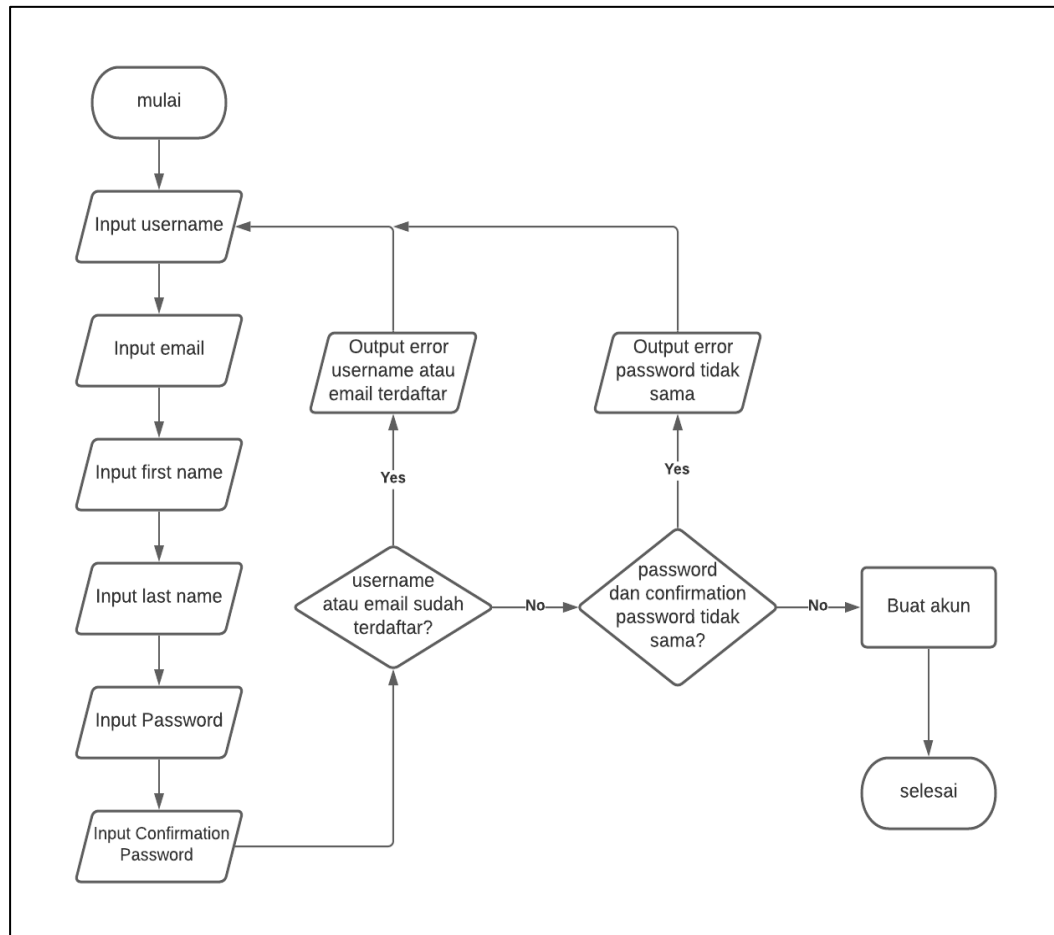 mulai
Input username
Input email
Input first name
Input last name
Input Password
Input Confirmation
Password
Output error
username atau
email terdaftar
Yes
username
atau email sudah
terdaftar?
No
Output error
password tidak
sama
Yes
password
dan confirmation
password tidak
sama?
No
Buat akun
selesai